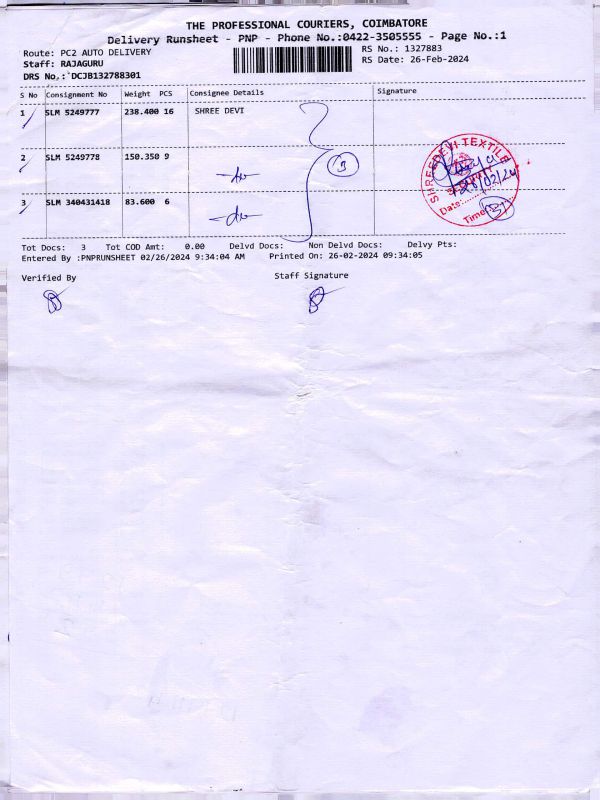 THE PROFESSIONAL COURIERS, COIMBATORE
Delivery Runsheet - PNP - Phone No.:0422-3505555 - Page No.:1
Route: PC2 AUTO DELIVERY
RS No.: 1327883
Staff: RAJAGURU
RS Date: 26-Feb-2024
DRS No.: DCJB132788301
S No Consignment No Weight PCS Consignee Details Signature
1 SLM 5249777 238.400 16 SHREE DEVI
2 SLM 5249778 150.350 9
3 SLM 340431418 83.600 6
3
SHREEDEVI TEXTILE
Date:
Time
3
Tot Docs: 3 Tot COD Amt: 0.00 Delvd Docs: Non Delvd Docs: Delvy Pts:
Entered By :PNPRUNSHEET 02/26/2024 9:34:04 AM Printed On: 26-02-2024 09:34:05
Verified By Staff Signature